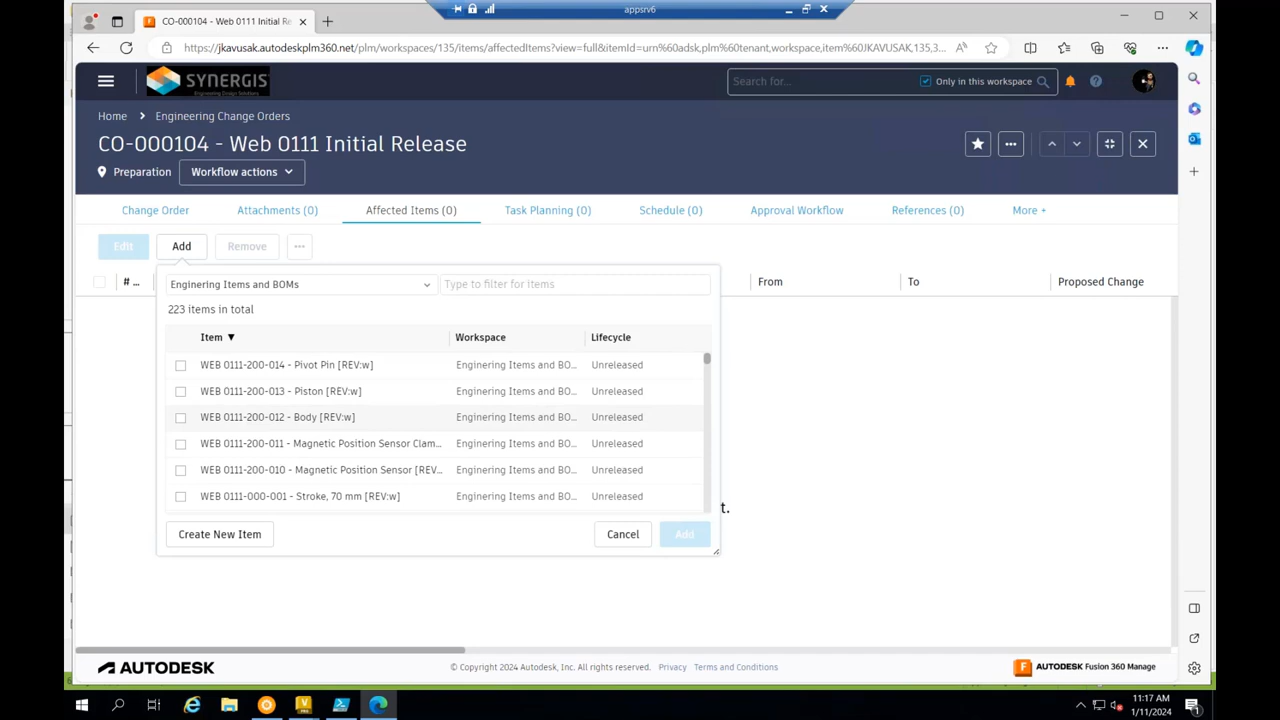 appsrv6
CO-000104 - Web 0111 Initial Re
https://jkavusak.autodeskplm360.net/plm/workspaces/135/items/affectedItems?view=full&itemId=urn%60adsk,plm%60tenant,workspace,item%60JKAVUSAK,135,3...
SYNERGIS
Engineering Design Solutions
Search for...
Only in this workspace
Home
Engineering Change Orders
CO-000104 - Web 0111 Initial Release
Preparation
Workflow actions
Change Order
Attachments (0)
Affected Items (0)
Task Planning (0)
Schedule (0)
Approval Workflow
References (0)
More +
Edit
Add
Remove
...
# ...
From
To
Proposed Change
Enginering Items and BOMs
Type to filter for items
223 items in total
Item ▼
Workspace
Lifecycle
WEB 0111-200-014 - Pivot Pin [REV:w]
Enginering Items and BO...
Unreleased
WEB 0111-200-013 - Piston [REV:w]
Enginering Items and BO...
Unreleased
WEB 0111-200-012 - Body [REV:w]
Enginering Items and BO...
Unreleased
WEB 0111-200-011 - Magnetic Position Sensor Clam...
Enginering Items and BO...
Unreleased
WEB 0111-200-010 - Magnetic Position Sensor [REV...
Enginering Items and BO...
Unreleased
WEB 0111-000-001 - Stroke, 70 mm [REV:w]
Enginering Items and BO...
Unreleased
t.
Create New Item
Cancel
Add
AUTODESK
© Copyright 2024 Autodesk, Inc. All rights reserved.
Privacy
Terms and Conditions
AUTODESK Fusion 360 Manage
11:17 AM
1/11/2024